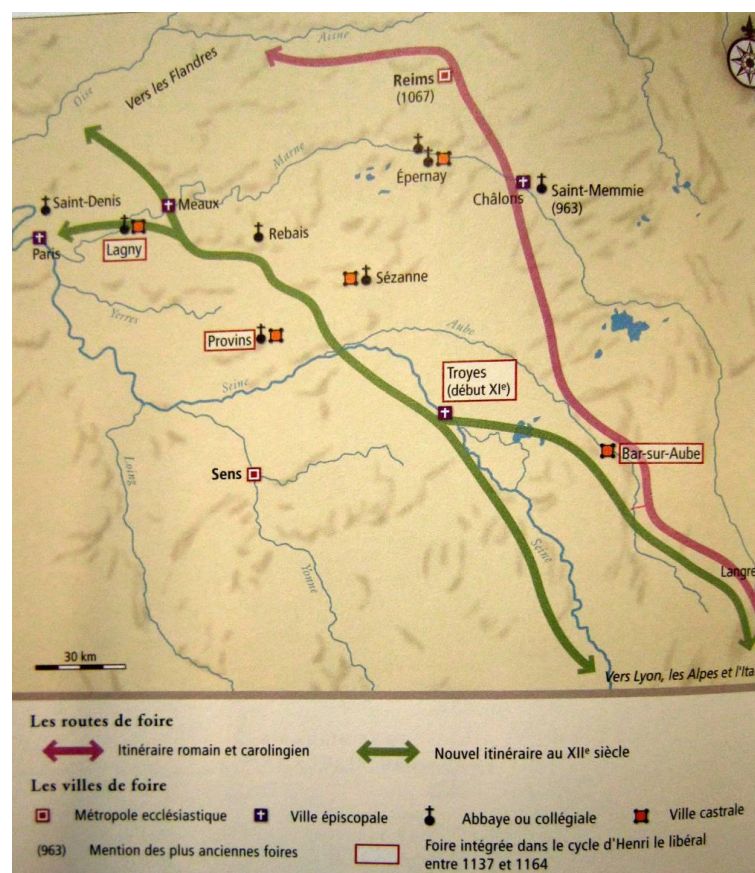 Aisne
Oise
Vers les Flandres
Reims
(1067)
Marne
Épernay
Châlons
Saint-Memmie
(963)
Saint-Denis
Meaux
Paris
Lagny
Rebais
Sézanne
Yerres
Provins
Aube
Seine
Troyes
(début XIᵉ)
Bar-sur-Aube
Sens
Loing
Yonne
Seine
Langre
30 km
Vers Lyon, les Alpes et l'Ita
Les routes de foire
Itinéraire romain et carolingien
Nouvel itinéraire au XIIᵉ siècle
Les villes de foire
Métropole ecclésiastique
Ville épiscopale
Abbaye ou collégiale
Ville castrale
(963) Mention des plus anciennes foires
Foire intégrée dans le cycle d'Henri le libéral
entre 1137 et 1164